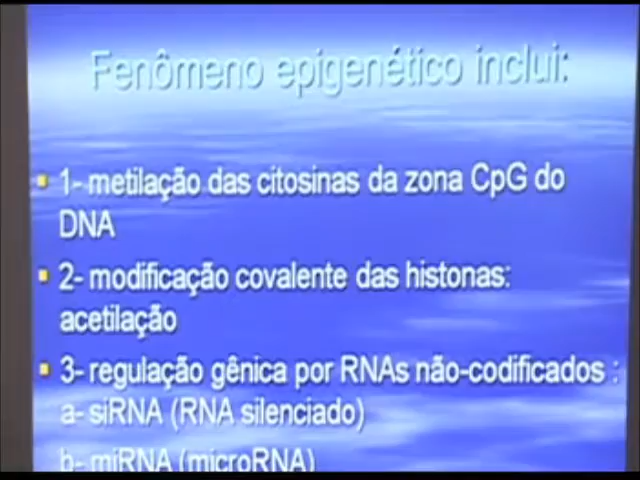 Fenômeno epigenético inclui:
1- metilação das citosinas da zona CpG do
DNA
2- modificação covalente das histonas:
acetilação
3- regulação gênica por RNAs não-codificados :
a- siRNA (RNA silenciado)
b- miRNA (microRNA)